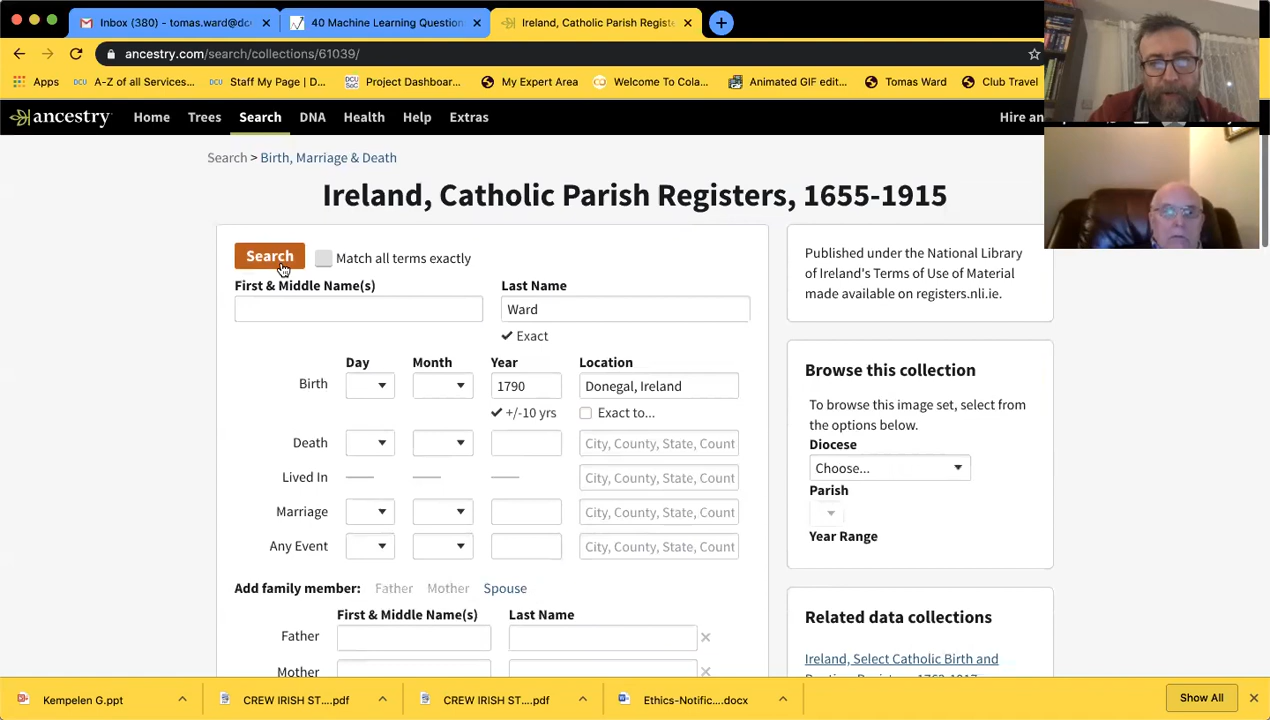 Inbox (380) - tomas.ward@dc
40 Machine Learning Question
Ireland, Catholic Parish Registe
ancestry.com/search/collections/61039/
Apps
DCU A-Z of all Services...
DCU Staff My Page | D...
DCU SoC Project Dashboar...
My Expert Area
Welcome To Cola...
Animated GIF edit...
Tomas Ward
Club Travel
ancestry Home Trees Search DNA Health Help Extras Hire an
Search > Birth, Marriage & Death
Ireland, Catholic Parish Registers, 1655-1915
Search Match all terms exactly
First & Middle Name(s) Last Name
Ward
Exact
Day Month Year Location
Birth 1790 Donegal, Ireland
+/-10 yrs Exact to...
Death City, County, State, Count
Lived In City, County, State, Count
Marriage City, County, State, Count
Any Event City, County, State, Count
Add family member: Father Mother Spouse
First & Middle Name(s) Last Name
Father
Mother
Published under the National Library
of Ireland's Terms of Use of Material
made available on registers.nli.ie.
Browse this collection
To browse this image set, select from
the options below.
Diocese
Choose...
Parish
Year Range
Related data collections
Ireland, Select Catholic Birth and
Kempelen G.ppt
CREW IRISH ST....pdf
CREW IRISH ST....pdf
Ethics-Notific....docx
Show All